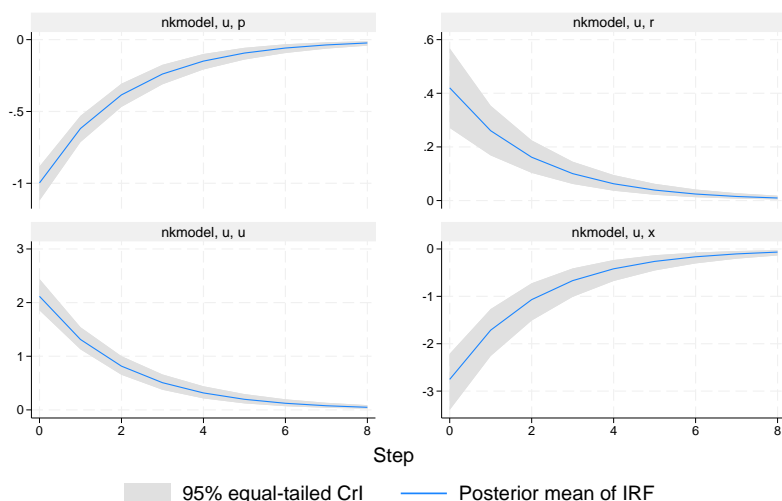 nkmodel, u, p
nkmodel, u, r
0
-.5
-1
.6
.4
.2
0
nkmodel, u, u
nkmodel, u, x
3
2
1
0
0
-1
-2
-3
0 2 4 6 8
0 2 4 6 8
Step
95% equal-tailed CrI
Posterior mean of IRF